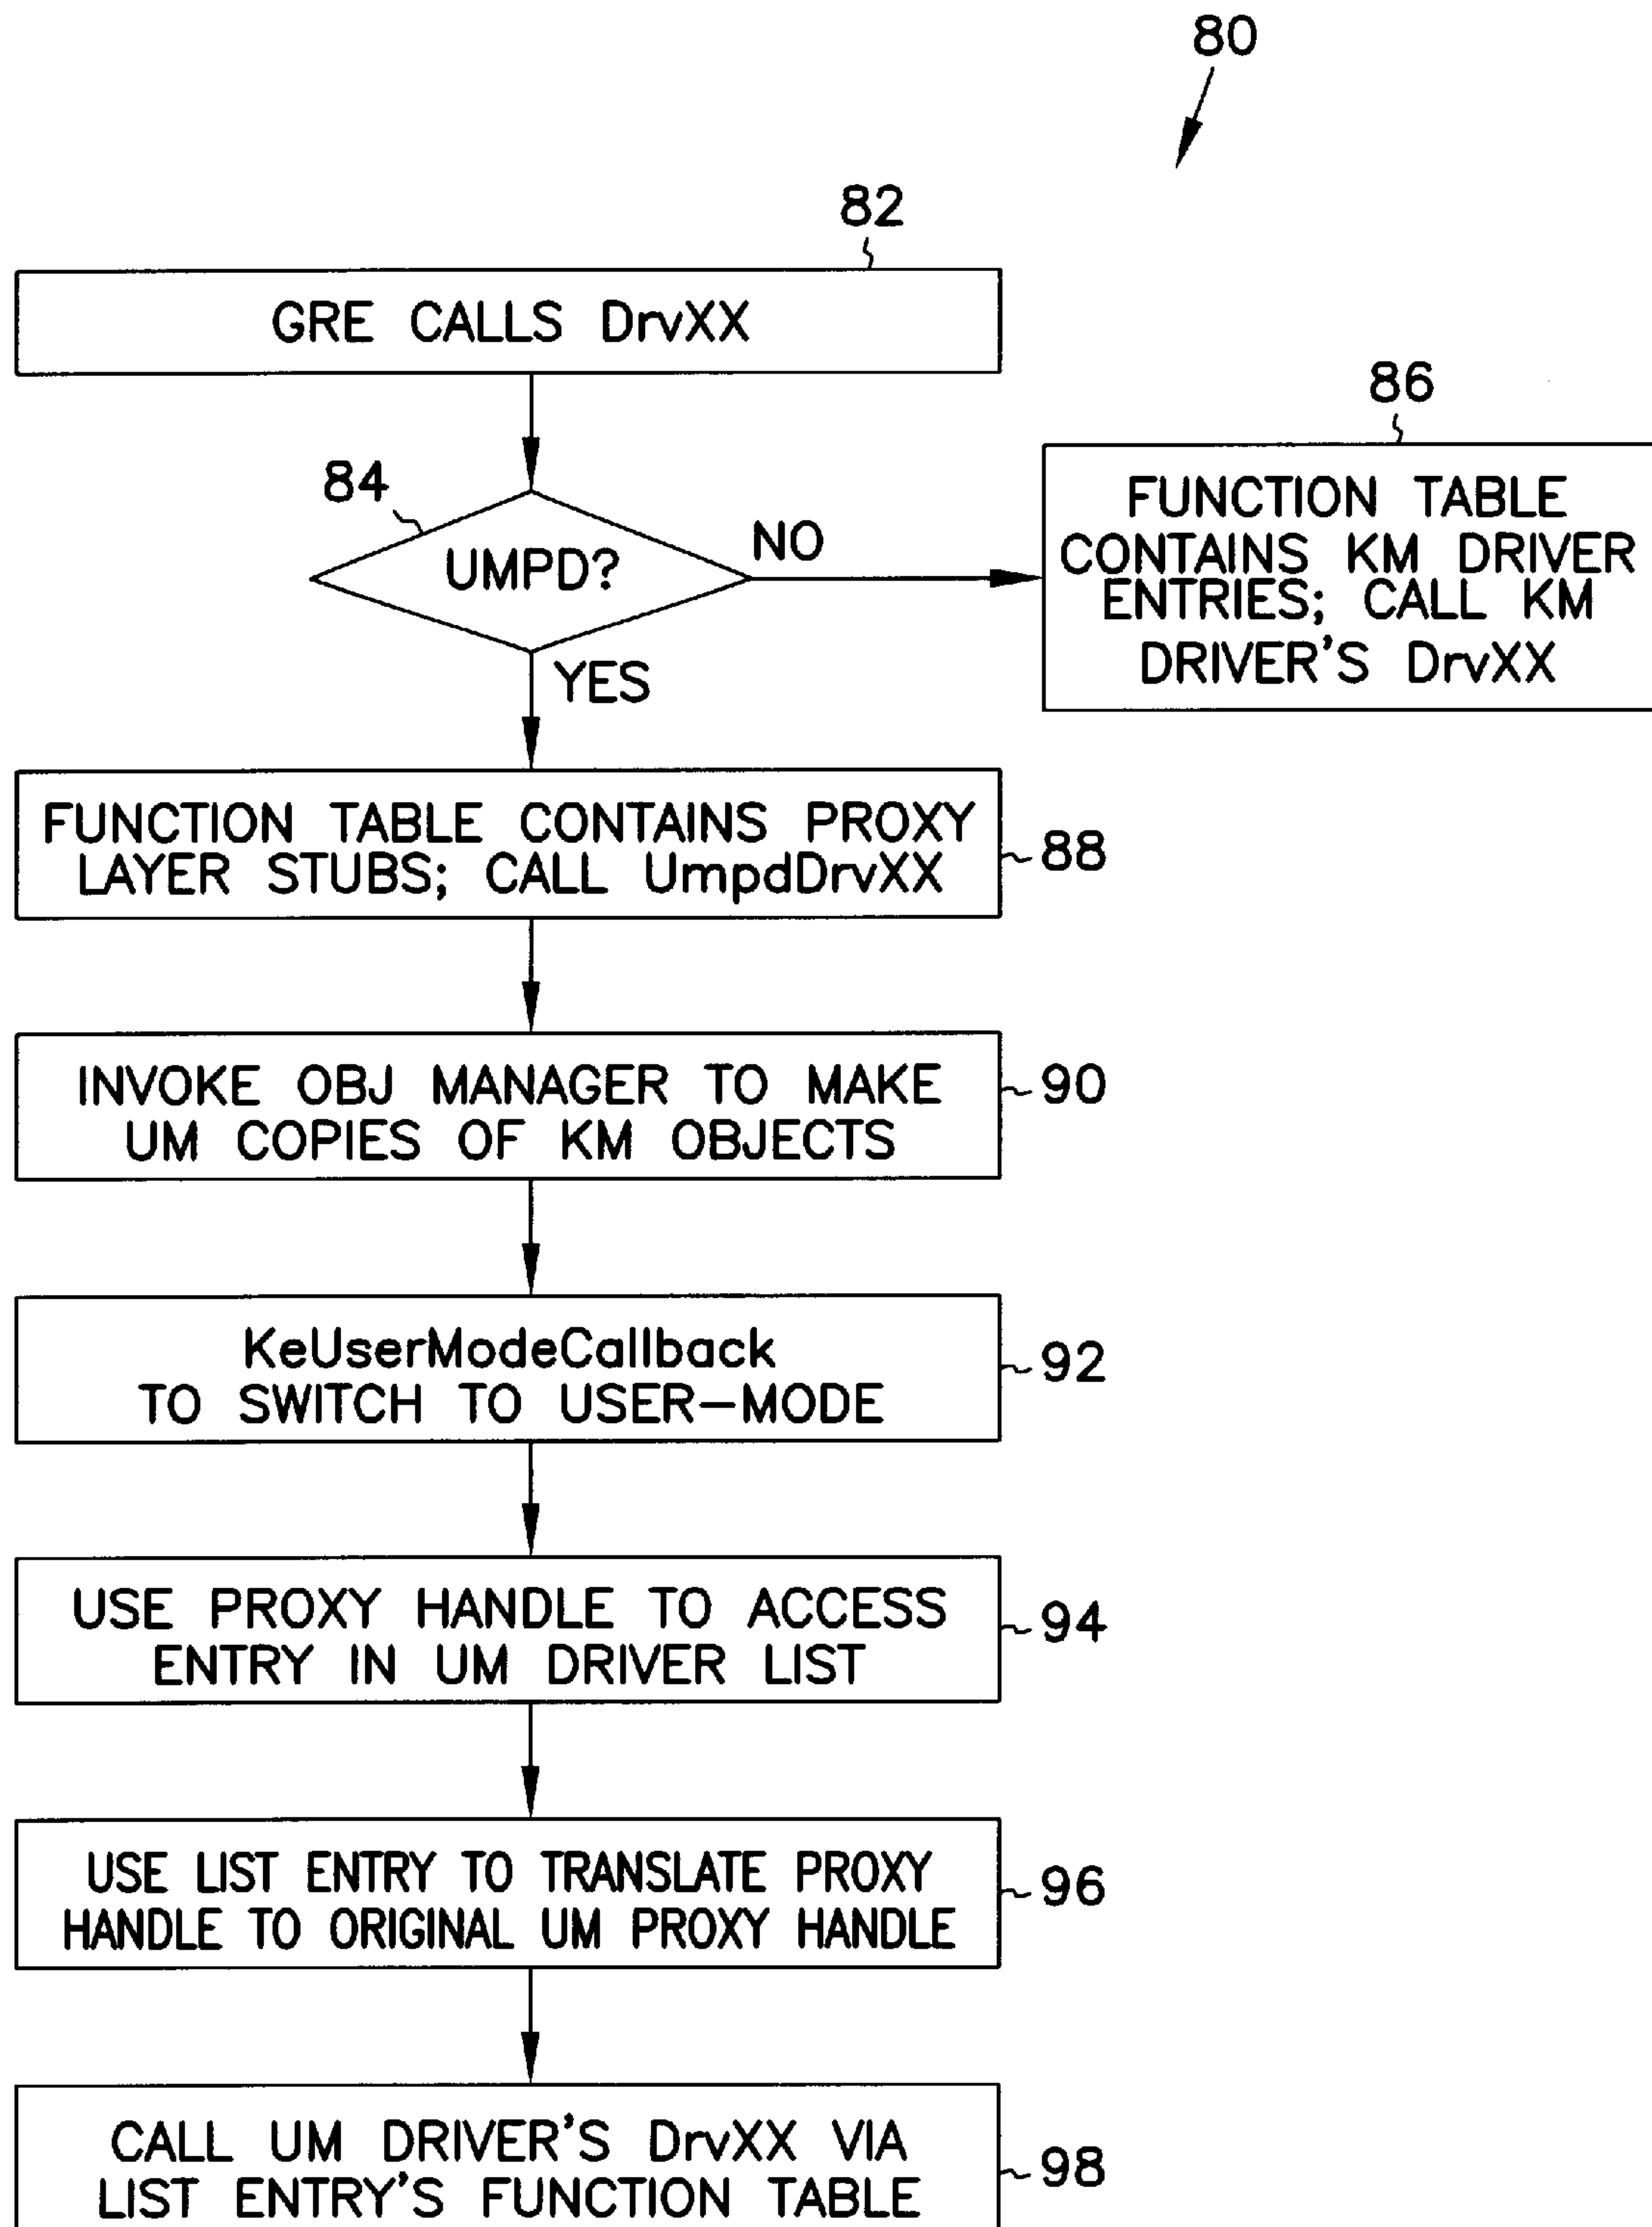 80
82
GRE CALLS DrvXX
84
UMPD?
NO
86
FUNCTION TABLE
CONTAINS KM DRIVER
ENTRIES; CALL KM
DRIVER'S DrvXX
YES
FUNCTION TABLE CONTAINS PROXY
LAYER STUBS; CALL UmpdDrvXX
88
INVOKE OBJ MANAGER TO MAKE
UM COPIES OF KM OBJECTS
90
KeUserModeCallback
TO SWITCH TO USER-MODE
92
USE PROXY HANDLE TO ACCESS
ENTRY IN UM DRIVER LIST
94
USE LIST ENTRY TO TRANSLATE PROXY
HANDLE TO ORIGINAL UM PROXY HANDLE
96
CALL UM DRIVER'S DrvXX VIA
LIST ENTRY'S FUNCTION TABLE
98